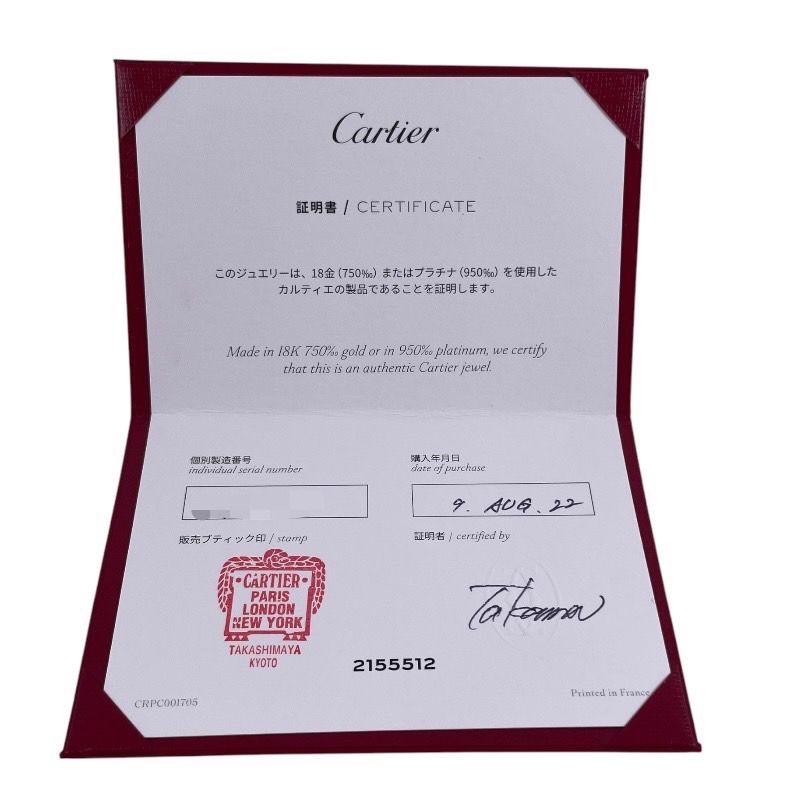 Cartier
証明書 / CERTIFICATE
このジュエリーは、18金(750‰)またはプラチナ(950‰)を使用した
カルティエの製品であることを証明します。
Made in 18K 750‰ gold or in 950‰ platinum, we certify
that this is an authentic Cartier jewel.
個別製造番号
individual serial number
購入年月日
date of purchase
9. AUG. 22
販売ブティック印 / stamp
証明者 / certified by
• CARTIER •
PARIS
LONDON
NEW YORK
TAKASHIMAYA
KYOTO
2155512
CRPC001705
Printed in France